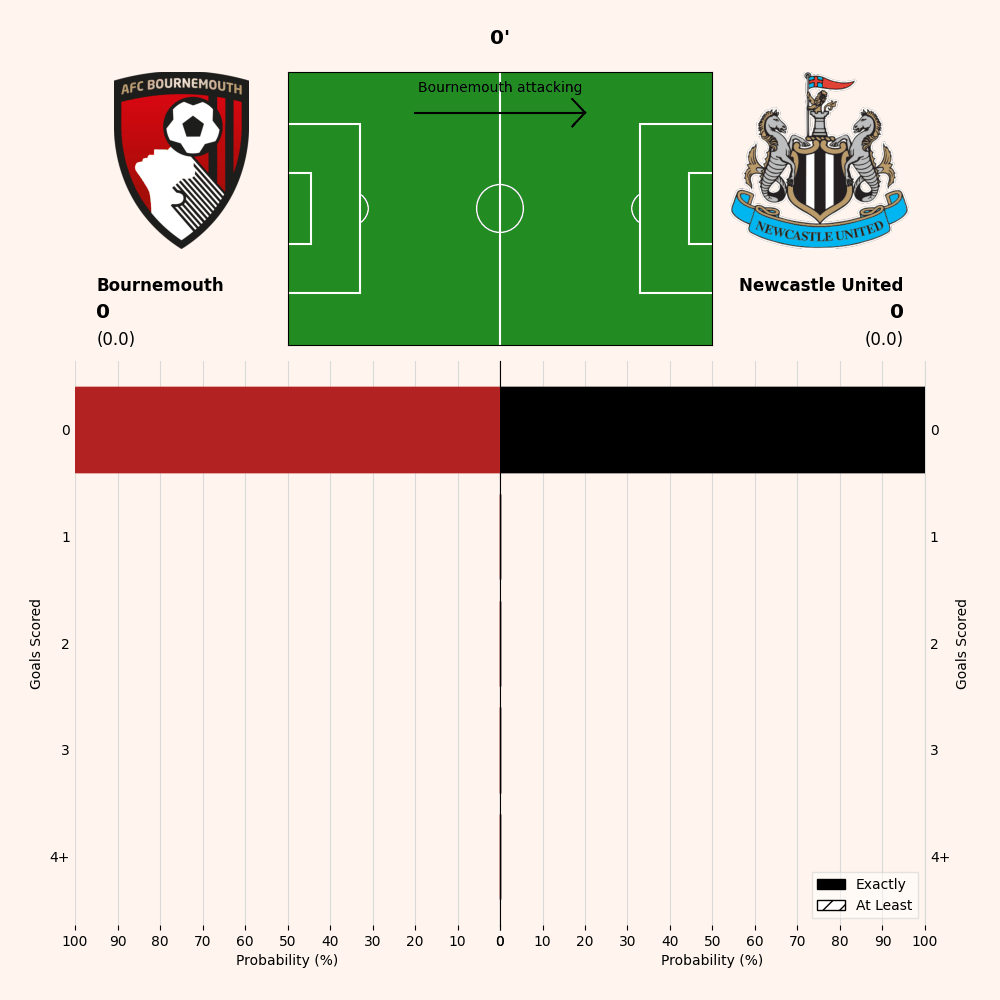 0'
AFC BOURNEMOUTH
Bournemouth attacking
NEWCASTLE UNITED
Bournemouth
0
(0.0)
Newcastle United
0
(0.0)
0
1
2
3
4+
Goals Scored
0
1
2
3
4+
Goals Scored
Exactly
At Least
100 90 80 70 60 50 40 30 20 10 0 10 20 30 40 50 60 70 80 90 100
Probability (%)
Probability (%)